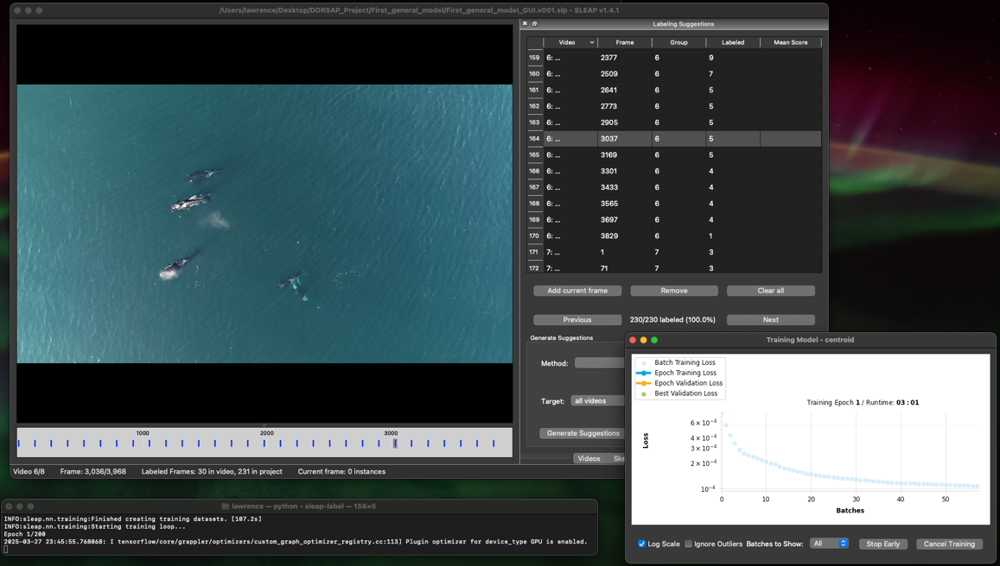 /Users/lawrence/Desktop/DORSAP_Project/First_general_model/First_general_model_GUI.v001.slp - SLEAP v1.4.1
Labeling Suggestions
Video Frame Group Labeled Mean Score
159 6: ... 2377 6 9
160 6: ... 2509 6 7
161 6: ... 2641 6 5
162 6: ... 2773 6 5
163 6: ... 2905 6 5
164 6: ... 3037 6 5
165 6: ... 3169 6 5
166 6: ... 3301 6 4
167 6: ... 3433 6 4
168 6: ... 3565 6 4
169 6: ... 3697 6 4
170 6: ... 3829 6 1
171 7: ... 1 7 3
172 7: ... 71 7 3
Add current frame Remove Clear all
Previous 230/230 labeled (100.0%) Next
Generate Suggestions
Method:
Target: all videos
Generate Suggestions
Videos Ske
1000 2000 3000
Video 6/8 Frame: 3,036/3,968 Labeled Frames: 30 in video, 231 in project Current frame: 0 instances
Training Model - centroid
Batch Training Loss
Epoch Training Loss
Epoch Validation Loss
Best Validation Loss
Training Epoch 1 / Runtime: 03 : 01
Loss
6 × 10⁻⁴
4 × 10⁻⁴
3 × 10⁻⁴
2 × 10⁻⁴
10⁻⁴
0 10 20 30 40 50
Batches
Log Scale Ignore Outliers Batches to Show: All Stop Early Cancel Training
lawrence — python ◂ sleap-label — 156×5
INFO:sleap.nn.training:Finished creating training datasets. [107.2s]
INFO:sleap.nn.training:Starting training loop...
Epoch 1/200
2025-03-27 23:45:55.768068: I tensorflow/core/grappler/optimizers/custom_graph_optimizer_registry.cc:113] Plugin optimizer for device_type GPU is enabled.